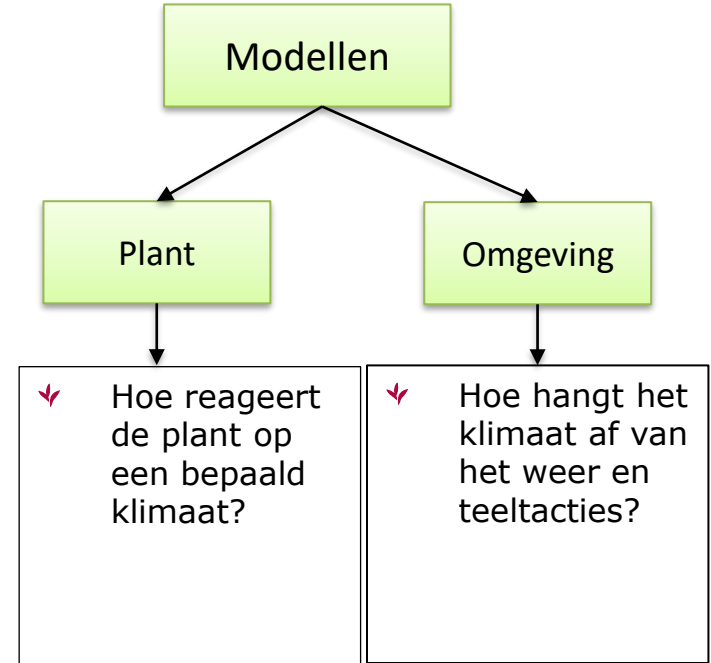 Modellen
Plant
Omgeving
Hoe reageert
de plant op
een bepaald
klimaat?
Hoe hangt het
klimaat af van
het weer en
teeltacties?